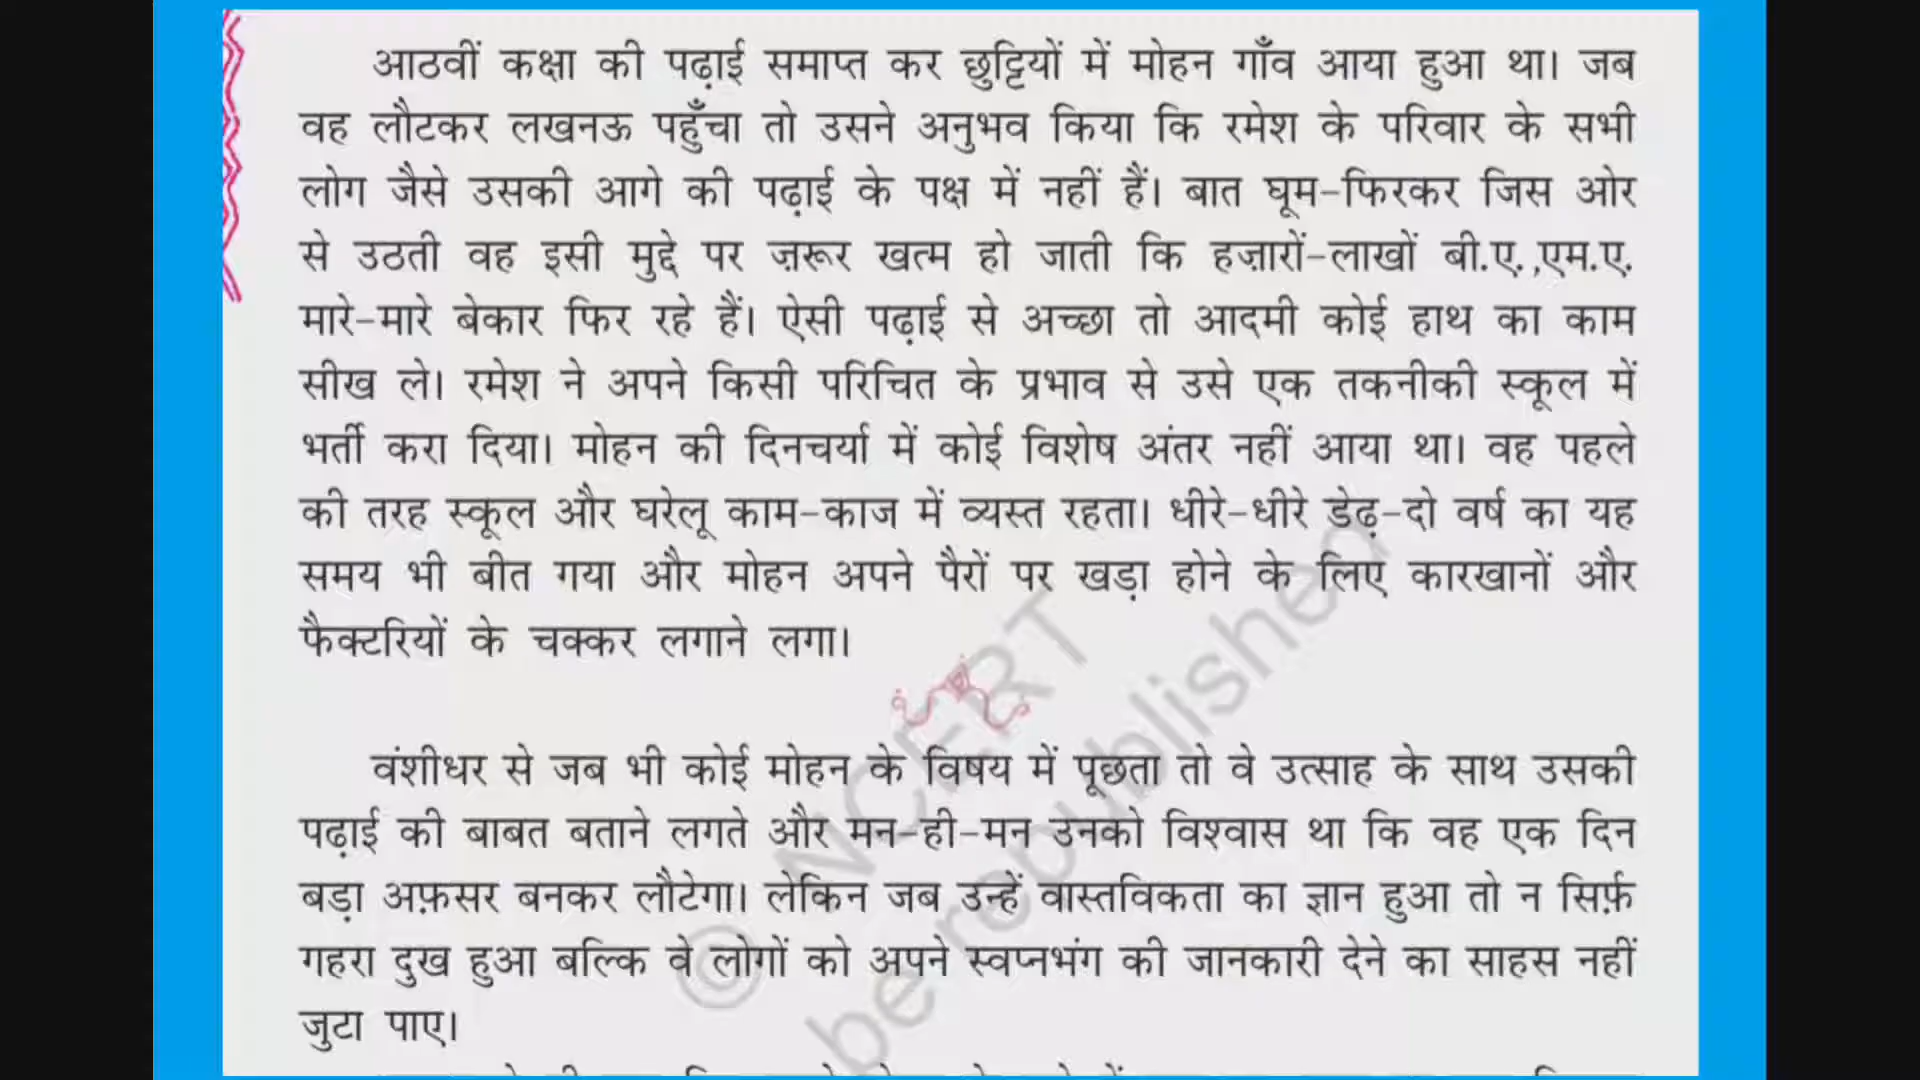 आठवीं कक्षा की पढ़ाई समाप्त कर छुट्टियों में मोहन गाँव आया हुआ था। जब
वह लौटकर लखनऊ पहुँचा तो उसने अनुभव किया कि रमेश के परिवार के सभी
लोग जैसे उसकी आगे की पढ़ाई के पक्ष में नहीं हैं। बात घूम-फिरकर जिस ओर
से उठती वह इसी मुद्दे पर ज़रूर खत्म हो जाती कि हज़ारों-लाखों बी.ए.,एम.ए.
मारे-मारे बेकार फिर रहे हैं। ऐसी पढ़ाई से अच्छा तो आदमी कोई हाथ का काम
सीख ले। रमेश ने अपने किसी परिचित के प्रभाव से उसे एक तकनीकी स्कूल में
भर्ती करा दिया। मोहन की दिनचर्या में कोई विशेष अंतर नहीं आया था। वह पहले
की तरह स्कूल और घरेलू काम-काज में व्यस्त रहता। धीरे-धीरे डेढ़-दो वर्ष का यह
समय भी बीत गया और मोहन अपने पैरों पर खड़ा होने के लिए कारखानों और
फैक्टरियों के चक्कर लगाने लगा।
वंशीधर से जब भी कोई मोहन के विषय में पूछता तो वे उत्साह के साथ उसकी
पढ़ाई की बाबत बताने लगते और मन-ही-मन उनको विश्वास था कि वह एक दिन
बड़ा अफ़सर बनकर लौटेगा। लेकिन जब उन्हें वास्तविकता का ज्ञान हुआ तो न सिर्फ़
गहरा दुख हुआ बल्कि वे लोगों को अपने स्वप्नभंग की जानकारी देने का साहस नहीं
जुटा पाए।
© NCERT
be republished